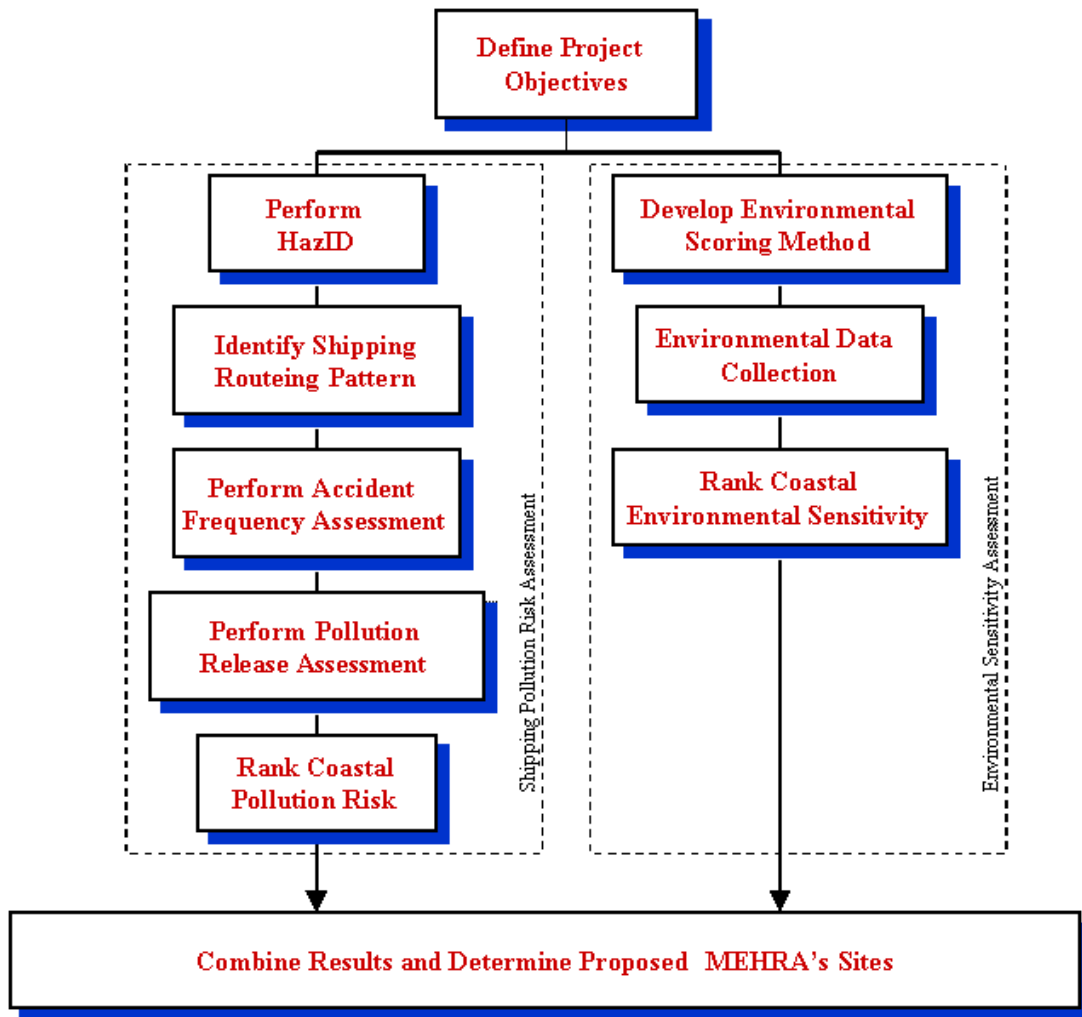 Define Project
Objectives
Perform
HazID
Identify Shipping
Routeing Pattern
Perform Accident
Frequency Assessment
Perform Pollution
Release Assessment
Rank Coastal
Pollution Risk
Shipping Pollution Risk Assessment
Develop Environmental
Scoring Method
Environmental Data
Collection
Rank Coastal
Environmental Sensitivity
Environmental Sensitivity Assessment
Combine Results and Determine Proposed MEHRA's Sites